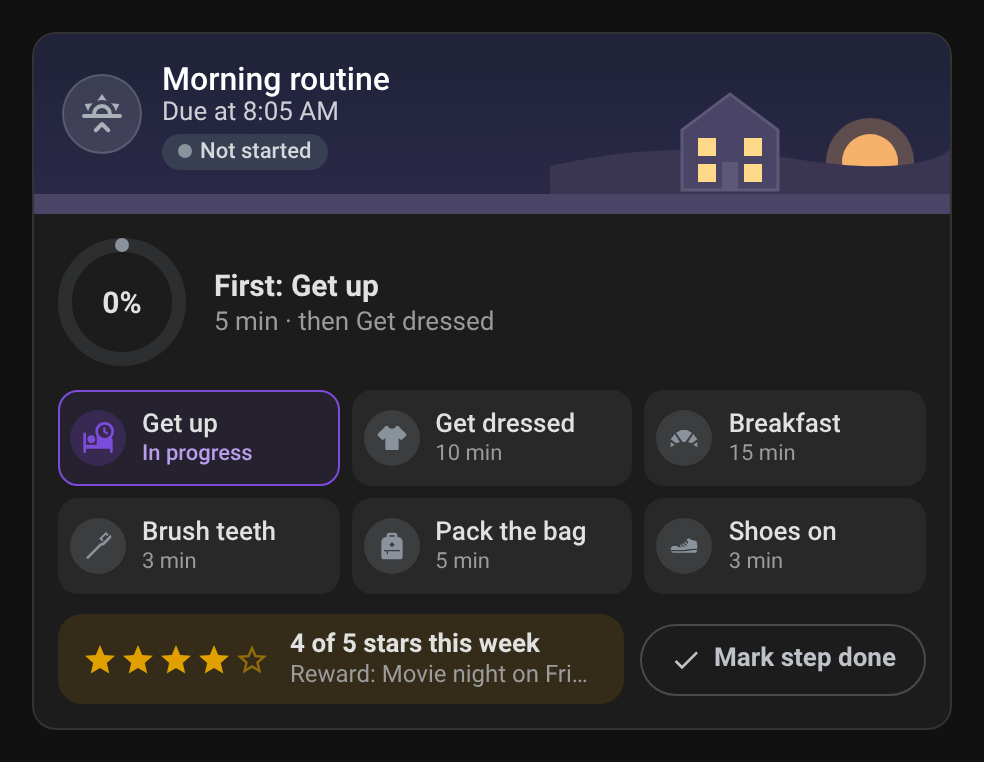 Morning routine
Due at 8:05 AM
Not started
0%
First: Get up
5 min · then Get dressed
Get up
In progress
Get dressed
10 min
Breakfast
15 min
Brush teeth
3 min
Pack the bag
5 min
Shoes on
3 min
4 of 5 stars this week
Reward: Movie night on Fri…
Mark step done